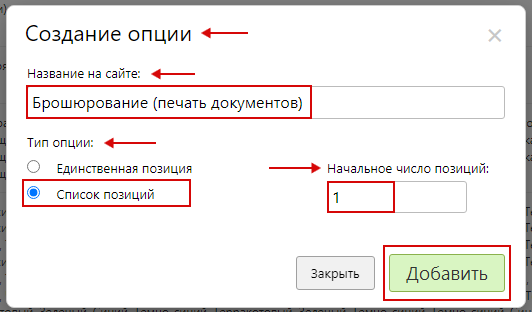 Создание опции
Название на сайте:
Брошюрование (печать документов)
Тип опции:
Единственная позиция
Начальное число позиций:
Список позиций
1
Закрыть
Добавить